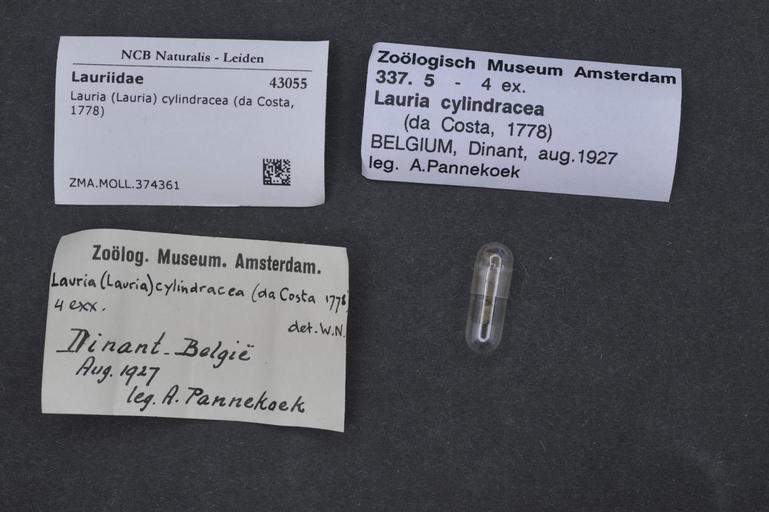 NCB Naturalis - Leiden
Lauriidae 43055
Lauria (Lauria) cylindracea (da Costa,
1778)
ZMA.MOLL.374361
Zoölogisch Museum Amsterdam
337. 5 - 4 ex.
Lauria cylindracea
(da Costa, 1778)
BELGIUM, Dinant, aug.1927
leg. A.Pannekoek
Zoölog. Museum. Amsterdam.
Lauria (Lauria) cylindracea (da Costa 1778)
4 exx.
det. W.N.
Dinant - België
Aug. 1927
leg. A. Pannekoek